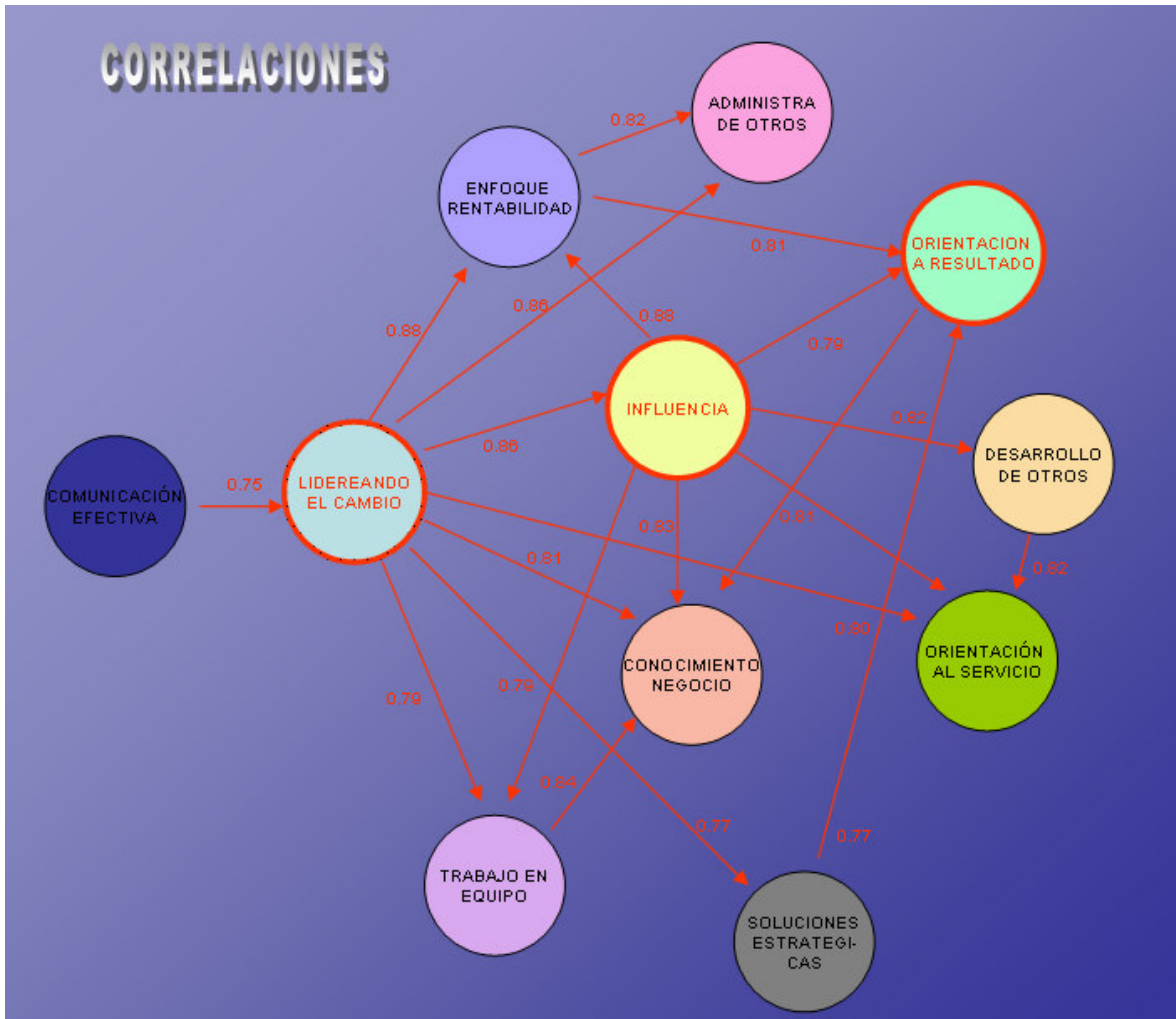 CORRELACIONES
ADMINISTRA
DE OTROS
0.82
ENFOQUE
RENTABILIDAD
0.81
ORIENTACION
A RESULTADO
0.86
0.88
0.88
0.79
INFLUENCIA
0.82
0.86
DESARROLLO
DE OTROS
LIDEREANDO
EL CAMBIO
COMUNICACIÓN
EFECTIVA
0.75
0.83
0.81
0.81
0.82
0.80
ORIENTACIÓN
AL SERVICIO
CONOCIMIENTO
NEGOCIO
0.79
0.79
0.84
0.77
0.77
TRABAJO EN
EQUIPO
SOLUCIONES
ESTRATEGI-
CAS